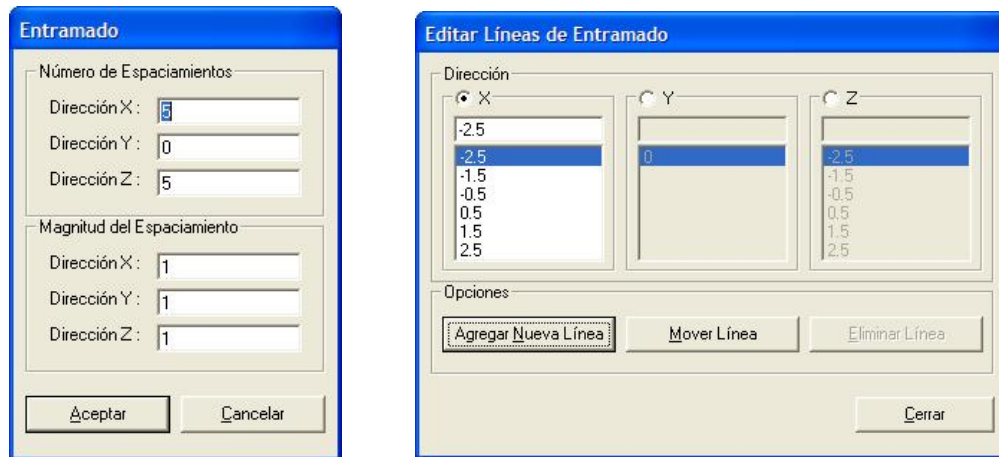 Entramado
Número de Espaciamientos
Dirección X : 5
Dirección Y : 0
Dirección Z : 5
Magnitud del Espaciamiento
Dirección X : 1
Dirección Y : 1
Dirección Z : 1
Aceptar Cancelar
Editar Líneas de Entramado
Dirección
X Y Z
-2.5
-2.5 0 -2.5
-1.5 -1.5
-0.5 -0.5
0.5 0.5
1.5 1.5
2.5 2.5
Opciones
Agregar Nueva Línea Mover Línea Eliminar Línea
Cerrar